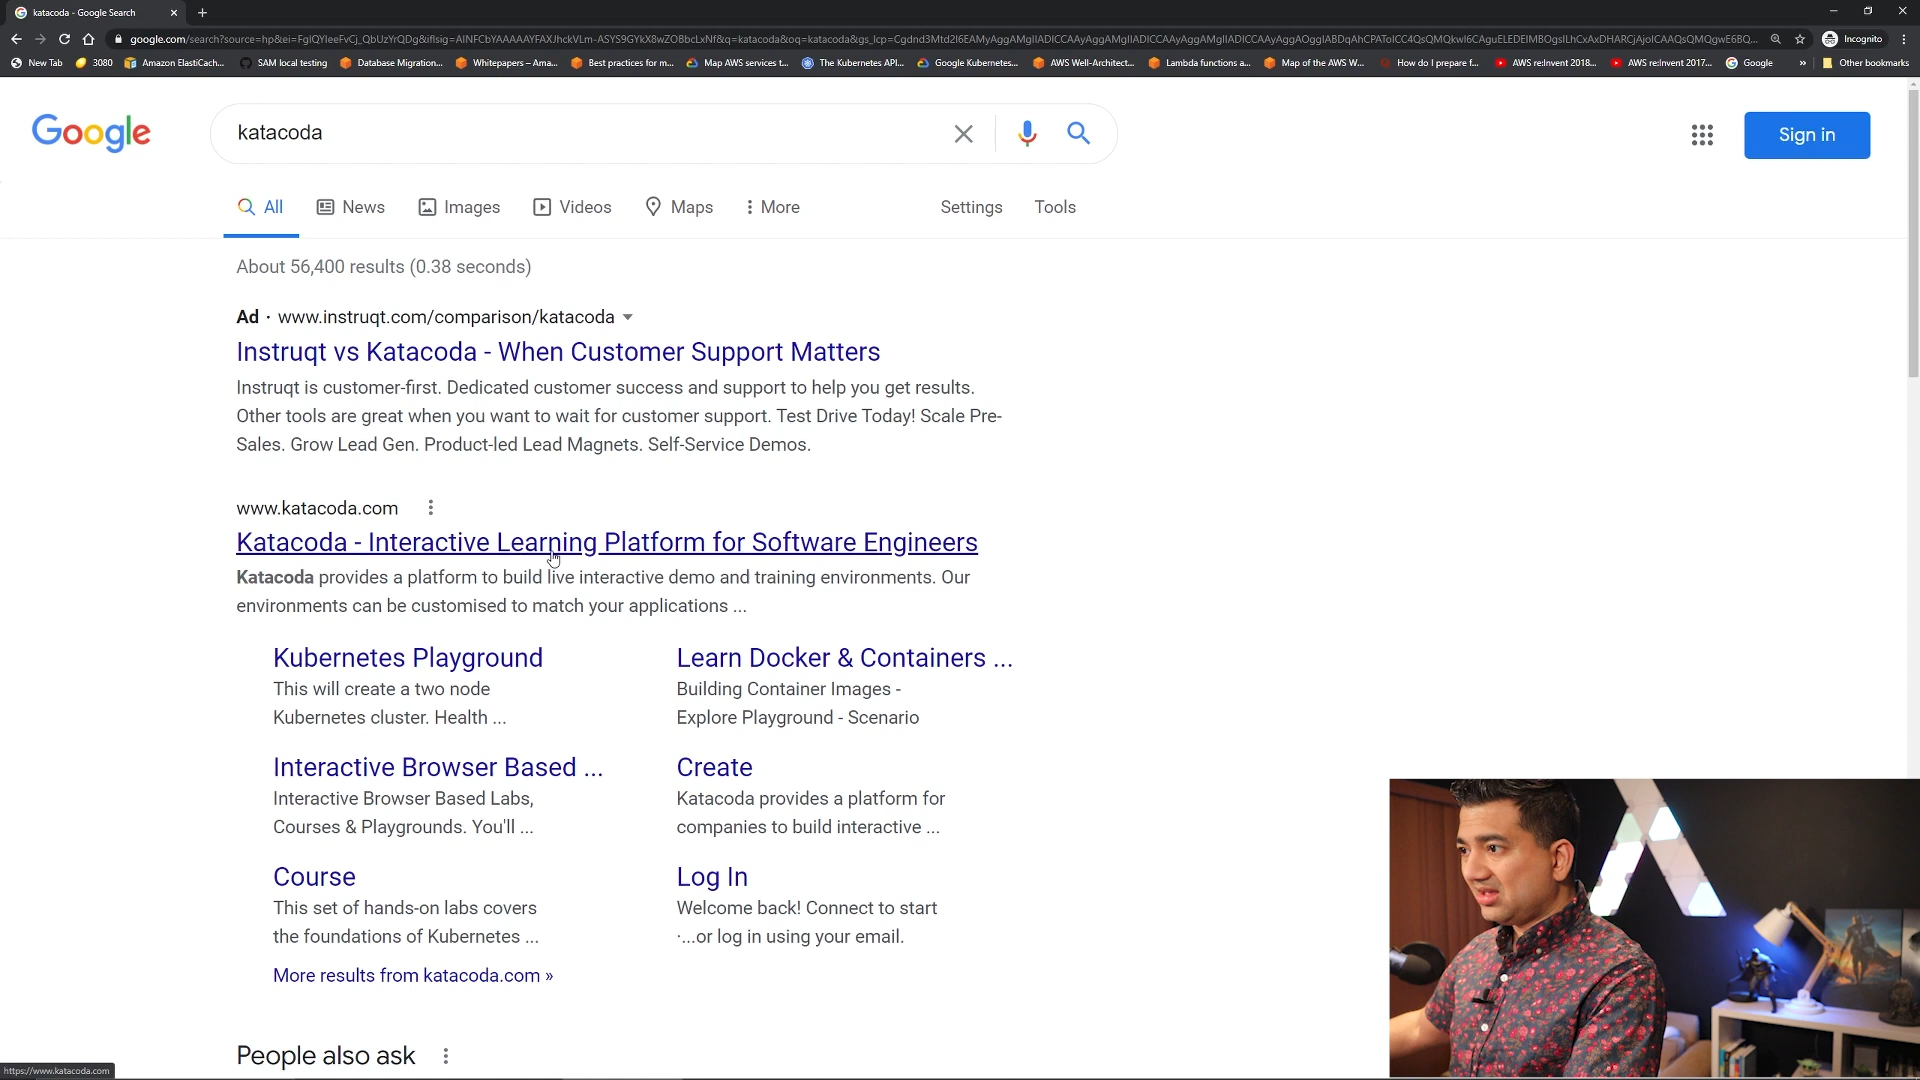 katacoda - Google Search
New Tab
3080
Amazon ElastiCach...
SAM local testing
Database Migration...
Whitepapers – Ama...
Best practices for m...
Map AWS services t...
The Kubernetes API...
Google Kubernetes...
AWS Well-Architect...
Lambda functions a...
Map of the AWS W...
How do I prepare f...
AWS re:Invent 2018...
AWS re:Invent 2017...
Google
»
Other bookmarks
Incognito
Google
katacoda
Sign in
All
News
Images
Videos
Maps
More
Settings
Tools
About 56,400 results (0.38 seconds)
Ad · www.instruqt.com/comparison/katacoda
Instruqt vs Katacoda - When Customer Support Matters
Instruqt is customer-first. Dedicated customer success and support to help you get results.
Other tools are great when you want to wait for customer support. Test Drive Today! Scale Pre-
Sales. Grow Lead Gen. Product-led Lead Magnets. Self-Service Demos.
www.katacoda.com
Katacoda - Interactive Learning Platform for Software Engineers
Katacoda provides a platform to build live interactive demo and training environments. Our
environments can be customised to match your applications ...
Kubernetes Playground
This will create a two node
Kubernetes cluster. Health ...
Learn Docker & Containers ...
Building Container Images -
Explore Playground - Scenario
Interactive Browser Based ...
Interactive Browser Based Labs,
Courses & Playgrounds. You'll ...
Create
Katacoda provides a platform for
companies to build interactive ...
Course
This set of hands-on labs covers
the foundations of Kubernetes ...
Log In
Welcome back! Connect to start
·...or log in using your email.
More results from katacoda.com »
People also ask
https://www.katacoda.com